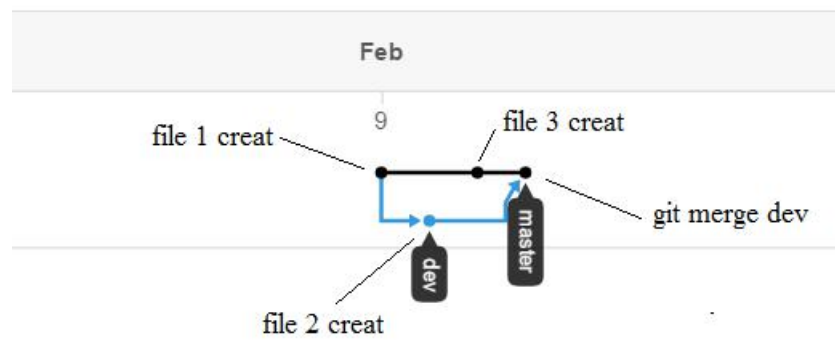 Feb
9
file 1 creat
file 3 creat
git merge dev
master
dev
file 2 creat